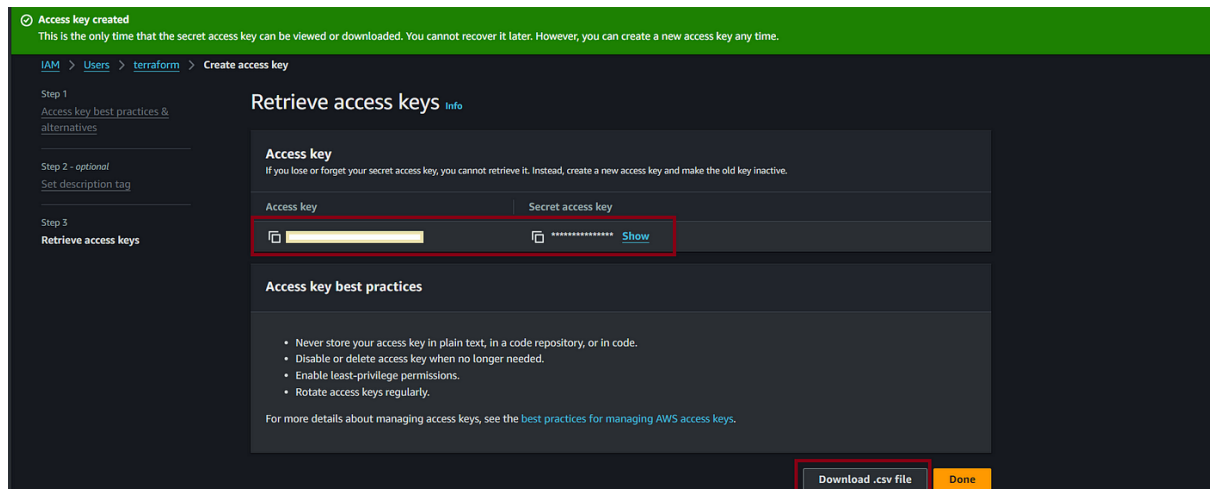 Access key created
This is the only time that the secret access key can be viewed or downloaded. You cannot recover it later. However, you can create a new access key any time.
IAM > Users > terraform > Create access key
Step 1
Access key best practices &
alternatives
Step 2 - optional
Set description tag
Step 3
Retrieve access keys
Retrieve access keys Info
Access key
If you lose or forget your secret access key, you cannot retrieve it. Instead, create a new access key and make the old key inactive.
Access key Secret access key
*************** Show
Access key best practices
• Never store your access key in plain text, in a code repository, or in code.
• Disable or delete access key when no longer needed.
• Enable least-privilege permissions.
• Rotate access keys regularly.
For more details about managing access keys, see the best practices for managing AWS access keys.
Download .csv file Done